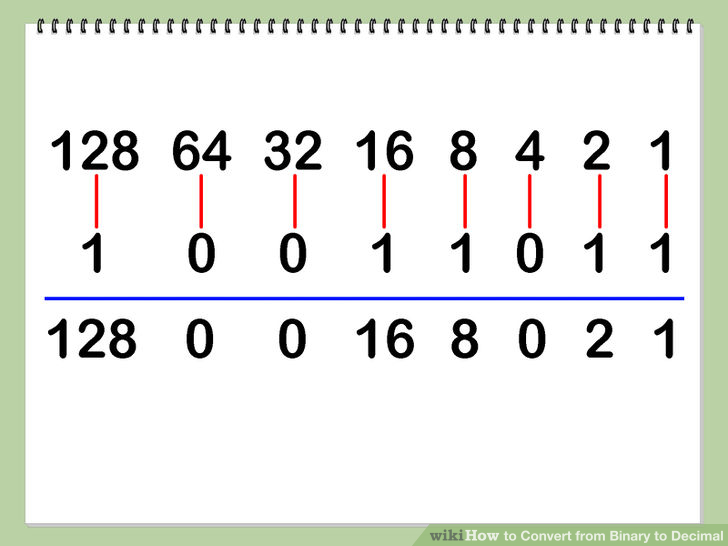 128 64 32 16 8 4 2 1
1 0 0 1 1 0 1 1
128 0 0 16 8 0 2 1
wikiHow to Convert from Binary to Decimal